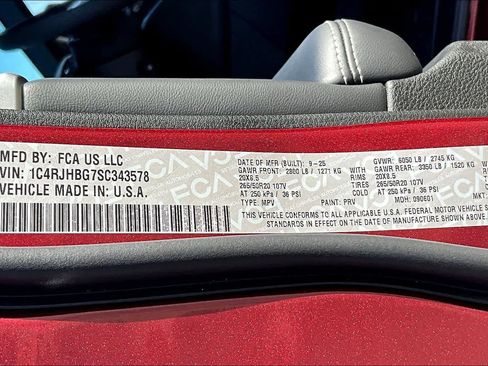 MFD BY: FCA US LLC
VIN: 1C4RJHBG7SC343578
VEHICLE MADE IN: U.S.A.
DATE OF MFR (BUILT): 9-25 GVWR: 6050 LB / 2745 KG
GAWR FRONT: 2800 LB / 1271 KG WITH GAWR REAR: 3350 LB / 1520 KG
20X8.5 RIMS 20X8.5
265/50R20 107V TIRES 265/50R20 107V
AT 250 kPa / 36 PSI COLD AT 250 kPa / 36 PSI
THIS VEHICLE CONFORMS TO ALL APPLICABLE U.S.A. FEDERAL MOTOR VEHICLE
STANDARDS IN EFFECT ON THE DATE OF MANUFACTURE SHOWN ABOVE.
TYPE: MPV PAINT: PRV MDH: 090601 MKT:
FCA